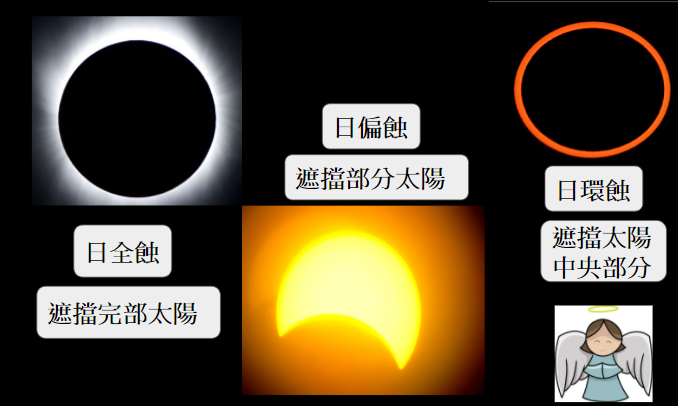 日全蝕
遮擋完部太陽
日偏蝕
遮擋部分太陽
日環蝕
遮擋太陽
中央部分